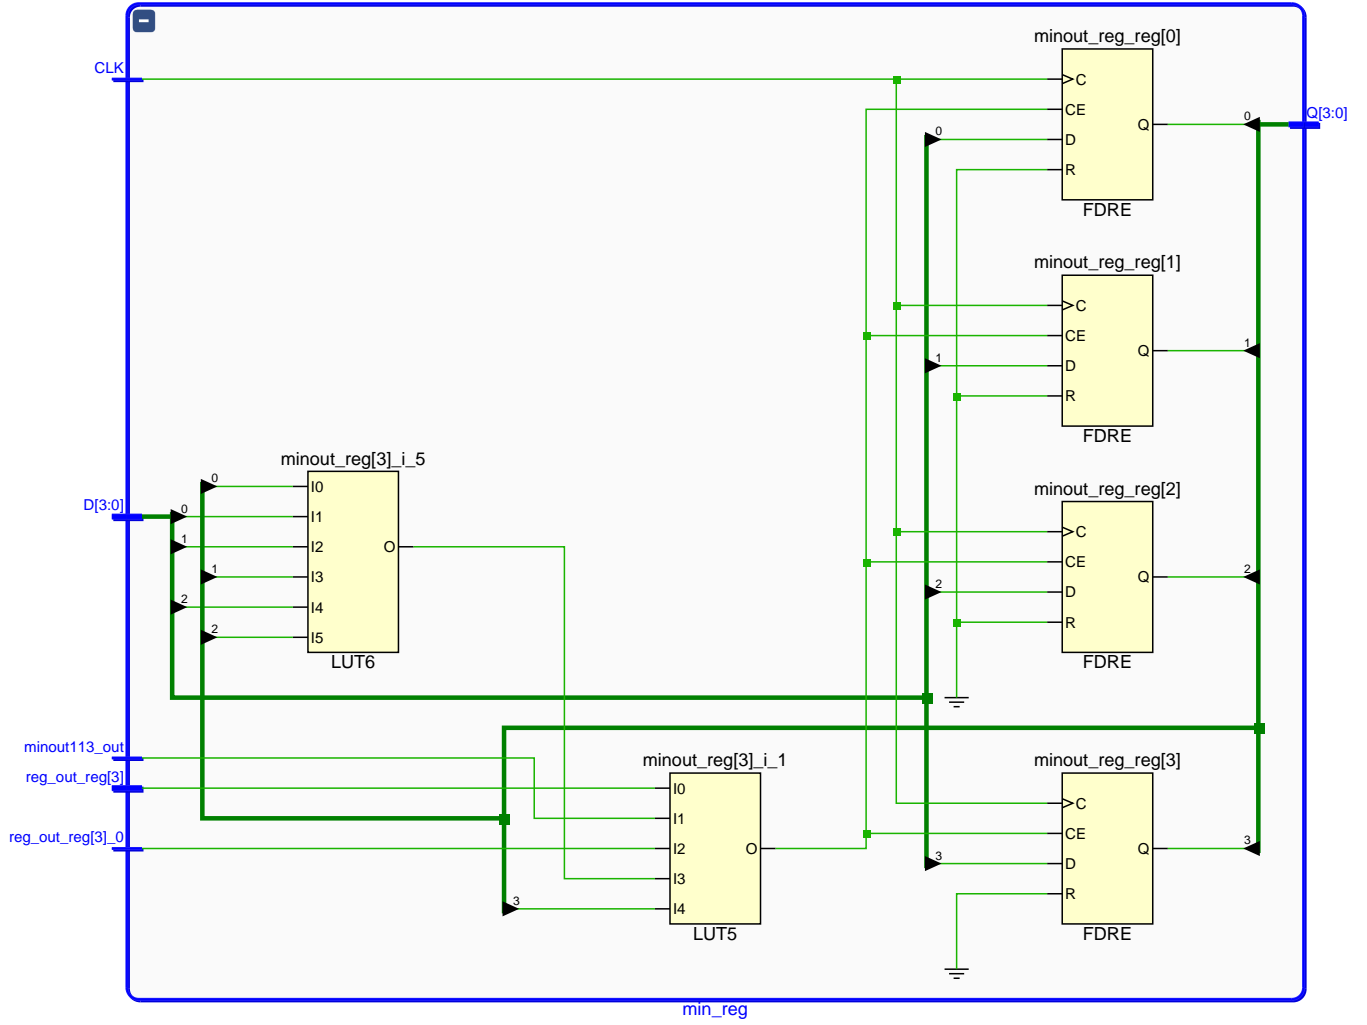 minout_reg_reg[0]
CLK
C
CE
D
R
Q
0
0
Q[3:0]
FDRE
minout_reg_reg[1]
C
CE
D
R
Q
1
1
FDRE
minout_reg[3]_i_5
D[3:0]
0
0
1
1
2
2
I0
I1
I2
I3
I4
I5
O
LUT6
minout_reg_reg[2]
C
CE
D
R
Q
2
2
FDRE
minout113_out
reg_out_reg[3]
reg_out_reg[3]_0
minout_reg[3]_i_1
I0
I1
I2
I3
I4
3
O
LUT5
minout_reg_reg[3]
C
CE
D
R
Q
3
3
FDRE
min_reg